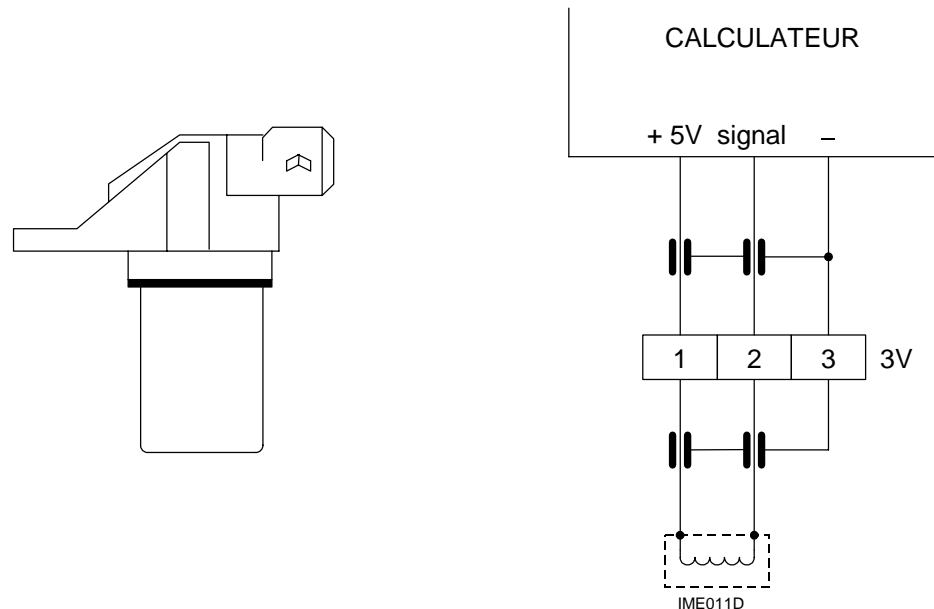 CALCULATEUR
+ 5V signal –
1 2 3 3V
IME011D